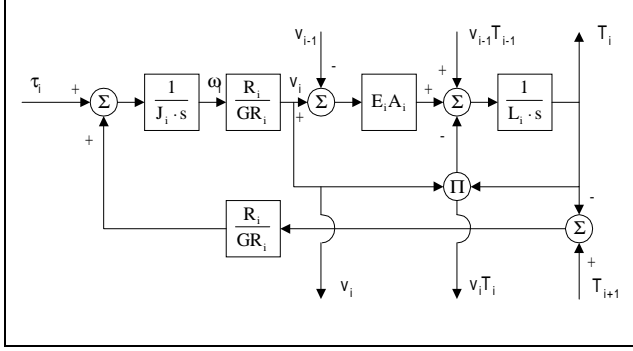 v_{i-1} v_{i-1}T_{i-1} T_i
- +
τ_i + Σ 1 / J_i · s ω_i R_i / GR_i v_i + Σ E_iA_i + Σ 1 / L_i · s
+ - -
Π
R_i / GR_i Σ
+
v_i v_iT_i T_{i+1}